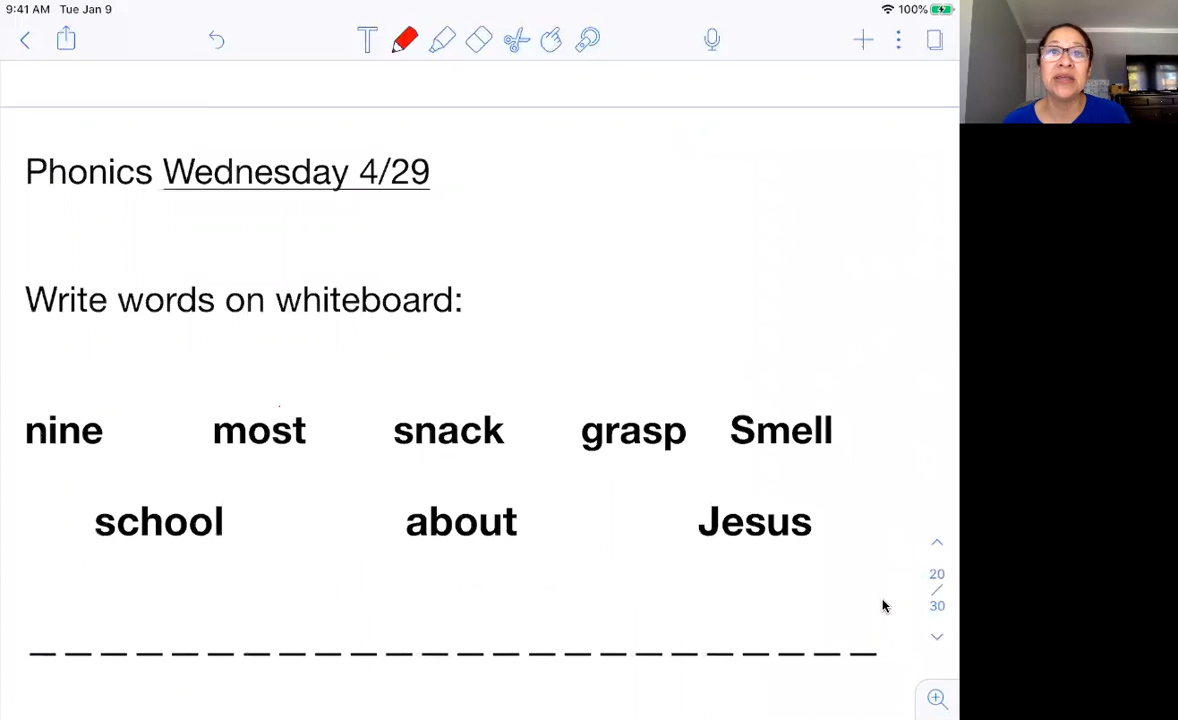 9:41 AM Tue Jan 9 100%
T
Phonics Wednesday 4/29
Write words on whiteboard:
nine most snack grasp Smell
school about Jesus
20
/
30